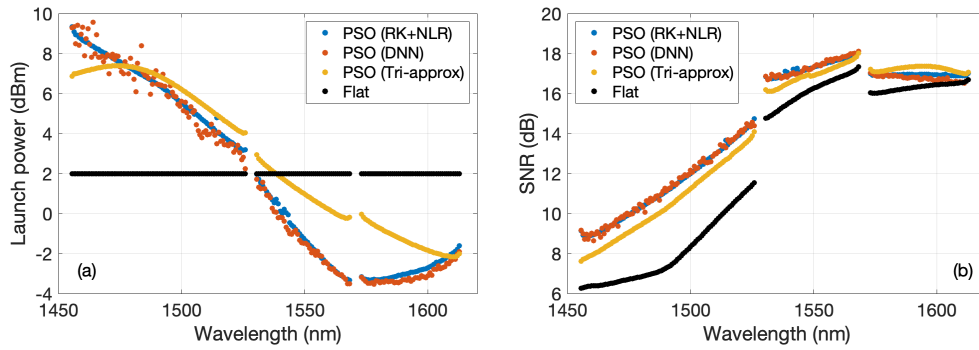 10
8
6
4
2
0
-2
-4
Launch power (dBm)
PSO (RK+NLR)
PSO (DNN)
PSO (Tri-approx)
Flat
(a)
1450
1500
1550
1600
Wavelength (nm)
20
18
16
14
12
10
8
6
SNR (dB)
PSO (RK+NLR)
PSO (DNN)
PSO (Tri-approx)
Flat
(b)
1450
1500
1550
1600
Wavelength (nm)